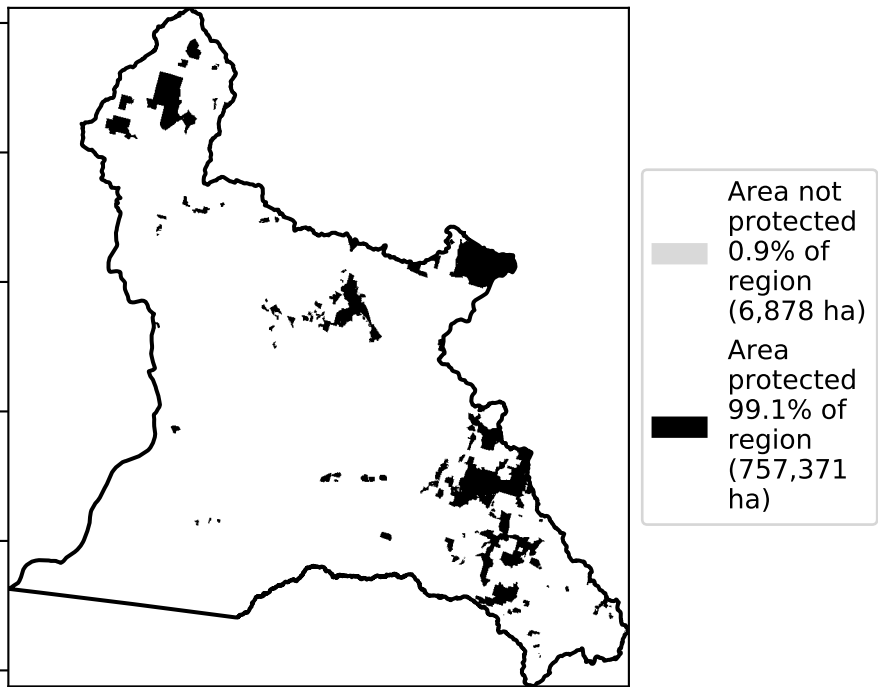 Area not
protected
0.9% of
region
(6,878 ha)
Area
protected
99.1% of
region
(757,371
ha)